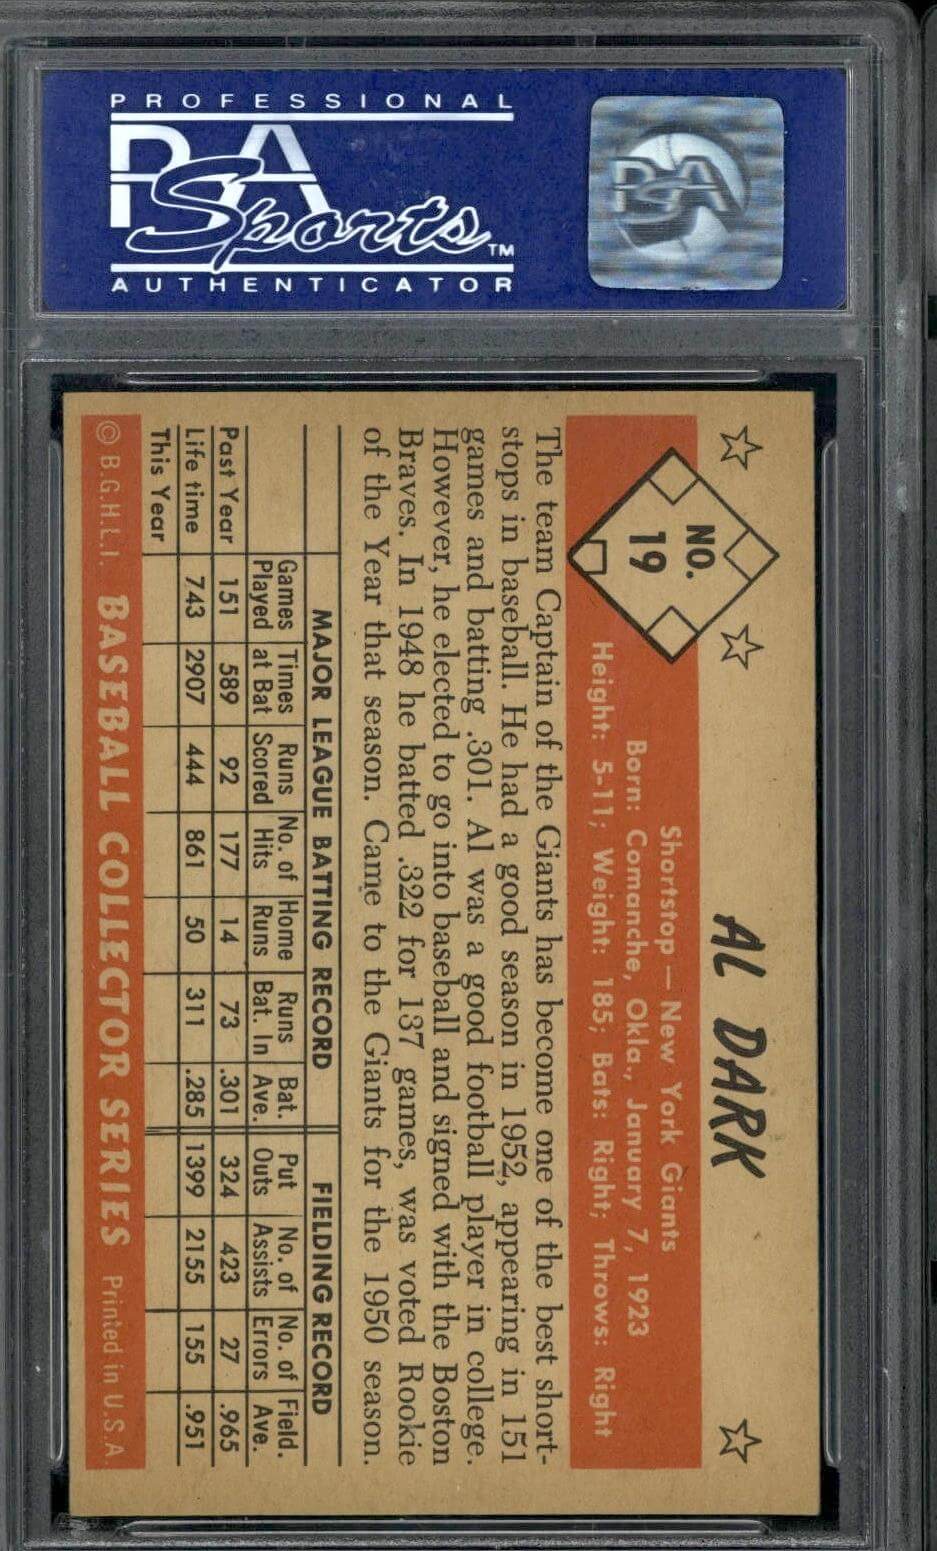 PROFESSIONAL
PSA
Sports™
AUTHENTICATOR
PSA
NO.
19
AL DARK
Shortstop — New York Giants
Born: Comanche, Okla., January 7, 1923
Height: 5-11; Weight: 185; Bats: Right; Throws: Right
The team Captain of the Giants has become one of the best short-
stops in baseball. He had a good season in 1952, appearing in 151
games and batting .301. Al was a good football player in college.
However, he elected to go into baseball and signed with the Boston
Braves. In 1948 he batted .322 for 137 games, was voted Rookie
of the Year that season. Came to the Giants for the 1950 season.
MAJOR LEAGUE BATTING RECORD FIELDING RECORD
Games Times Runs No. of Home Runs Bat. Put No. of No. of Field.
Played at Bat Scored Hits Runs Bat. In Ave. Outs Assists Errors Ave.
Past Year 151 589 92 177 14 73 .301 324 423 27 .965
Life time 743 2907 444 861 50 311 .285 1399 2155 155 .951
This Year
© B.G.H.L.I. BASEBALL COLLECTOR SERIES Printed in U.S.A.